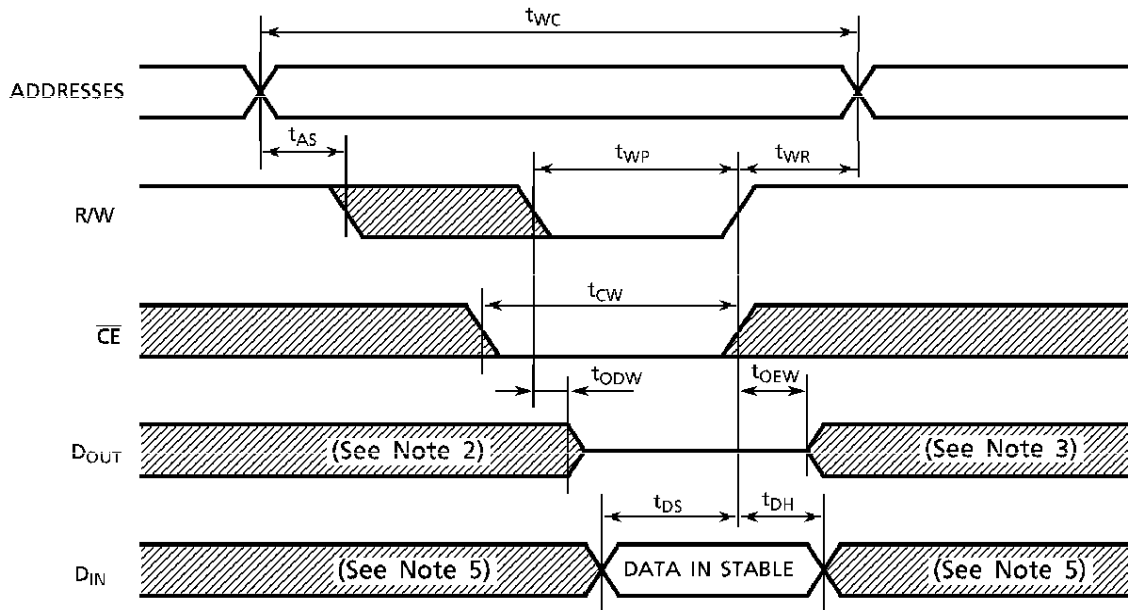 tWC
ADDRESSES
tAS
tWP
tWR
R/W
tCW
CE
tODW
tOEW
DOUT
(See Note 2)
(See Note 3)
tDS
tDH
DIN
(See Note 5)
DATA IN STABLE
(See Note 5)